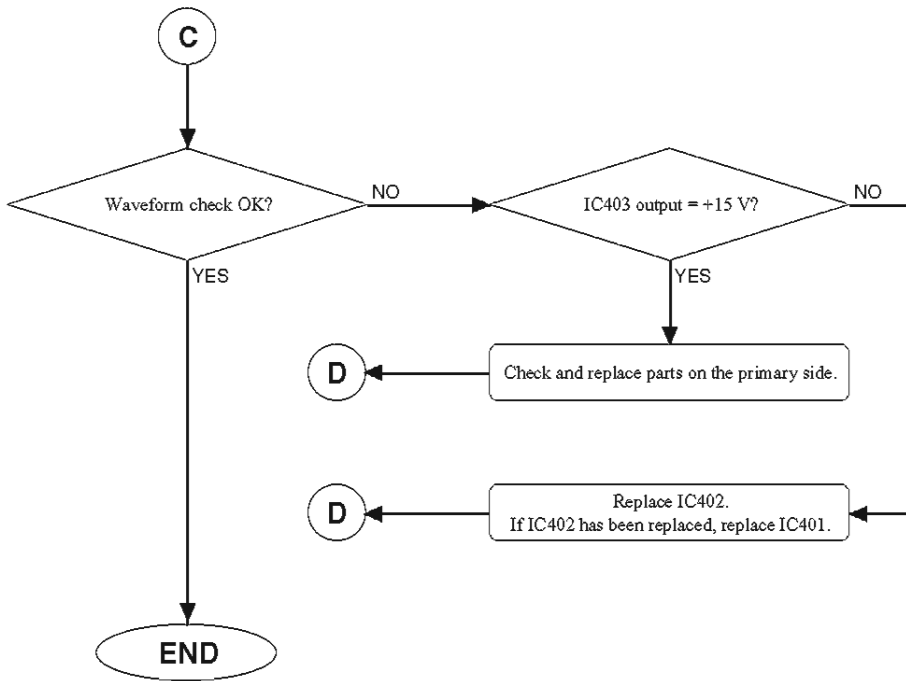 C
Waveform check OK?
NO
IC403 output = +15 V?
NO
YES
YES
D
Check and replace parts on the primary side.
D
Replace IC402.
If IC402 has been replaced, replace IC401.
END